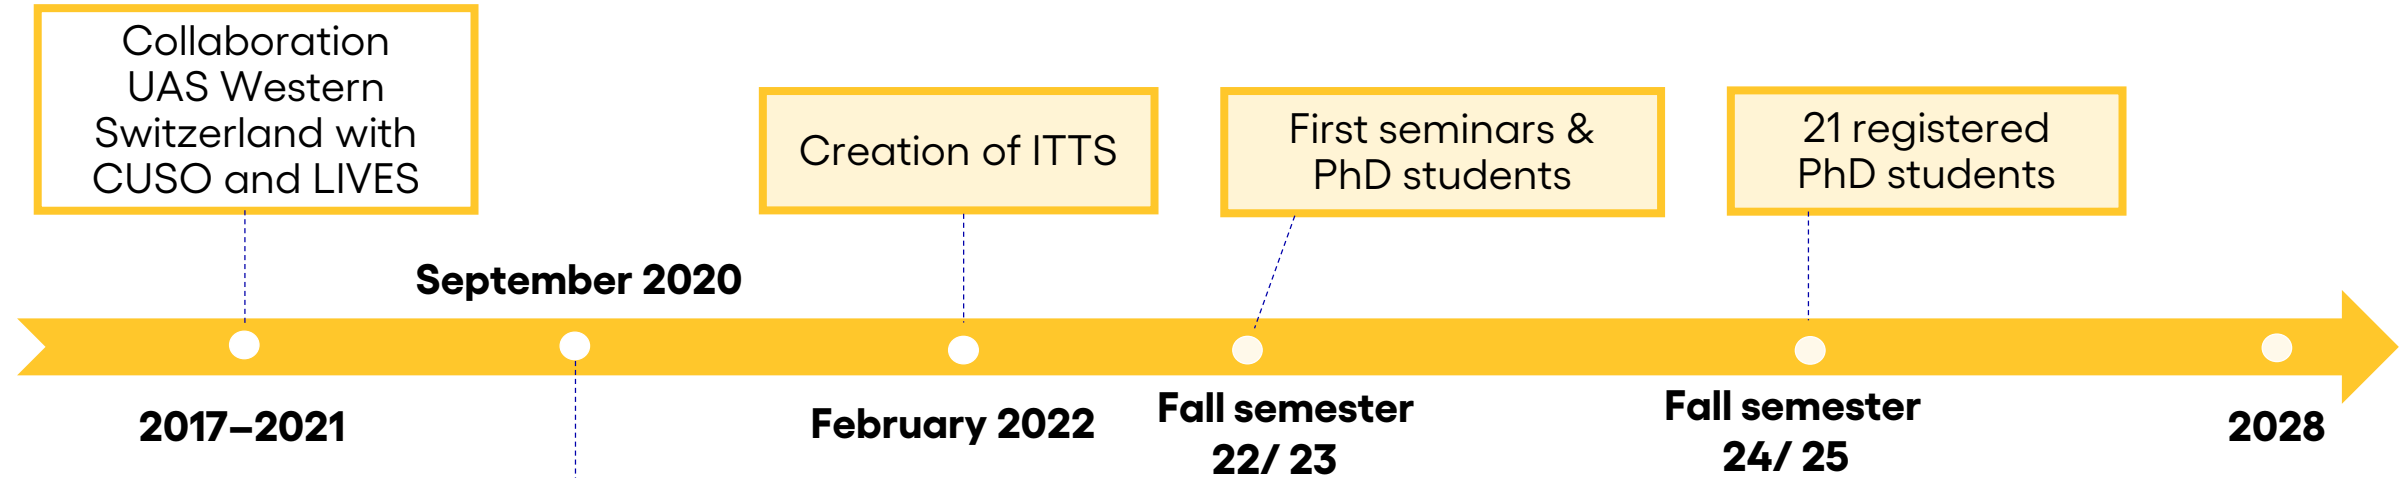 Collaboration
UAS Western
Switzerland with
CUSO and LIVES
Creation of ITTS
First seminars &
PhD students
21 registered
PhD students
September 2020
2017–2021
February 2022
Fall semester
22/ 23
Fall semester
24/ 25
2028